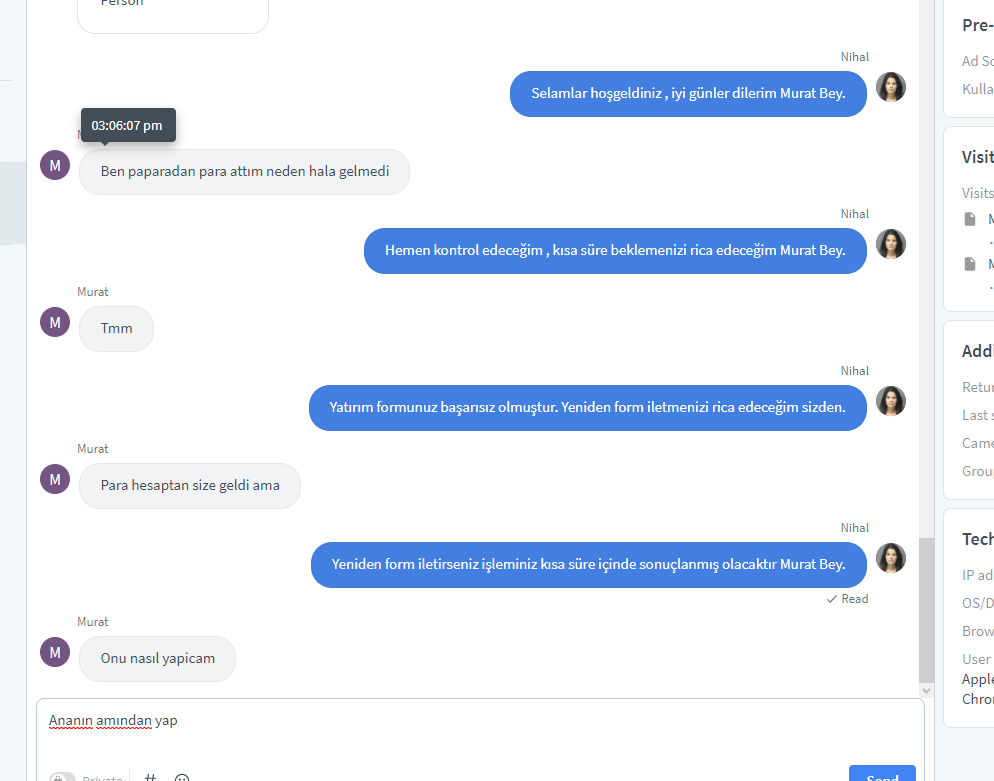 Person
Nihal
Selamlar hoşgeldiniz , iyi günler dilerim Murat Bey.
03:06:07 pm
Ben paparadan para attım neden hala gelmedi
Nihal
Hemen kontrol edeceğim , kısa süre beklemenizi rica edeceğim Murat Bey.
Murat
M
Tmm
Nihal
Yatırım formunuz başarısız olmuştur. Yeniden form iletmenizi rica edeceğim sizden.
Murat
M
Para hesaptan size geldi ama
Nihal
Yeniden form iletirseniz işleminiz kısa süre içinde sonuçlanmış olacaktır Murat Bey.
Read
Murat
M
Onu nasıl yapicam
Ananın amından yap
Private
#
Send
Pre-
Ad So
Kulla
Visit
Visits
M
M
Addi
Retur
Last s
Came
Group
Tech
IP ad
OS/D
Brow
User
Apple
Chro